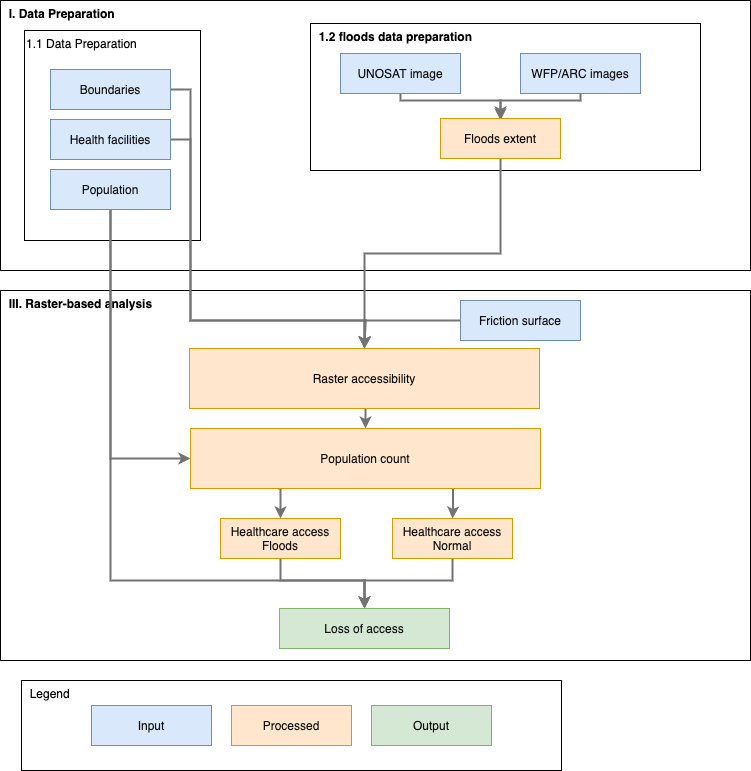 I. Data Preparation
1.1 Data Preparation
Boundaries
Health facilities
Population
1.2 floods data preparation
UNOSAT image
WFP/ARC images
Floods extent
III. Raster-based analysis
Friction surface
Raster accessibility
Population count
Healthcare access
Floods
Healthcare access
Normal
Loss of access
Legend
Input
Processed
Output